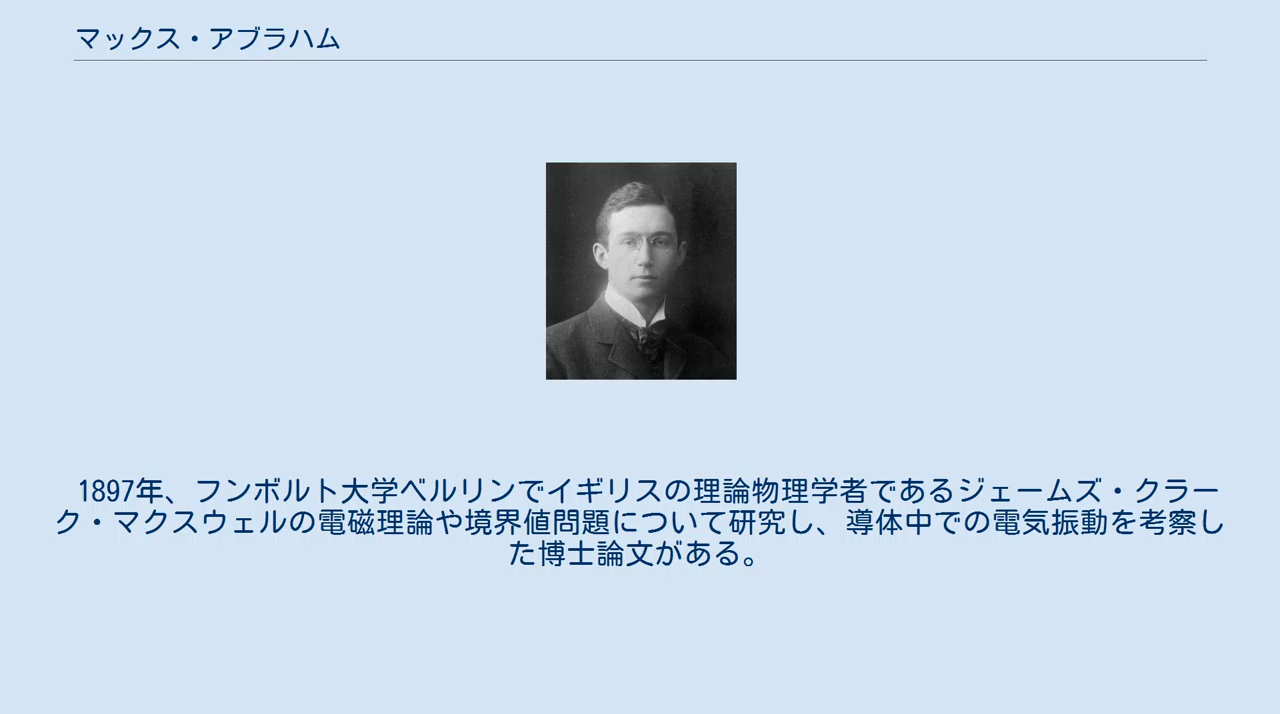 マックス・アブラハム
1897年、フンボルト大学ベルリンでイギリスの理論物理学者であるジェームズ・クラー
ク・マクスウェルの電磁理論や境界値問題について研究し、導体中での電気振動を考察し
た博士論文がある。